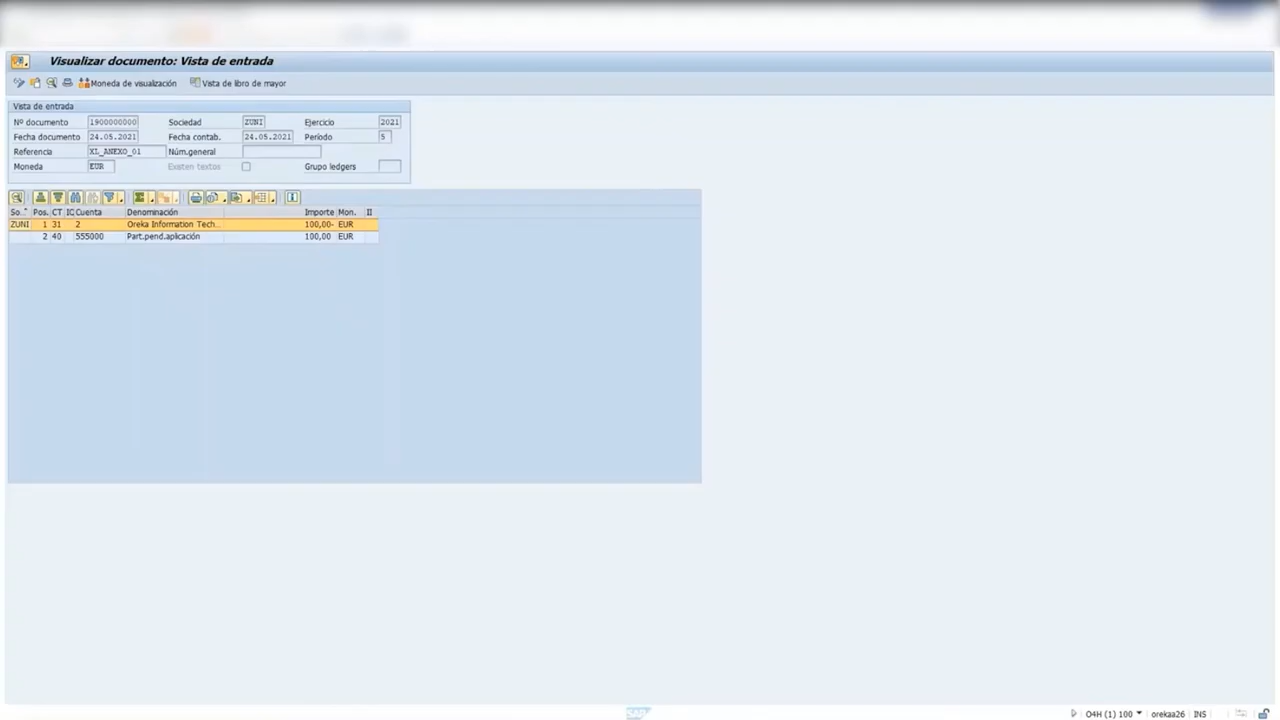 Visualizar documento: Vista de entrada
Moneda de visualización Vista de libro de mayor
Vista de entrada
Nº documento 1900000000 Sociedad ZUNI Ejercicio 2021
Fecha documento 24.05.2021 Fecha contab. 24.05.2021 Período 5
Referencia XL_ANEXO_01 Núm.general
Moneda EUR Existen textos Grupo ledgers
So.. Pos. CT IC Cuenta Denominación Importe Mon. II
ZUNI 1 31 2 Oreka Information Tech.. 100,00- EUR
2 40 555000 Part.pend.aplicación 100,00 EUR
SAP O4H (1) 100 orekaa26 INS